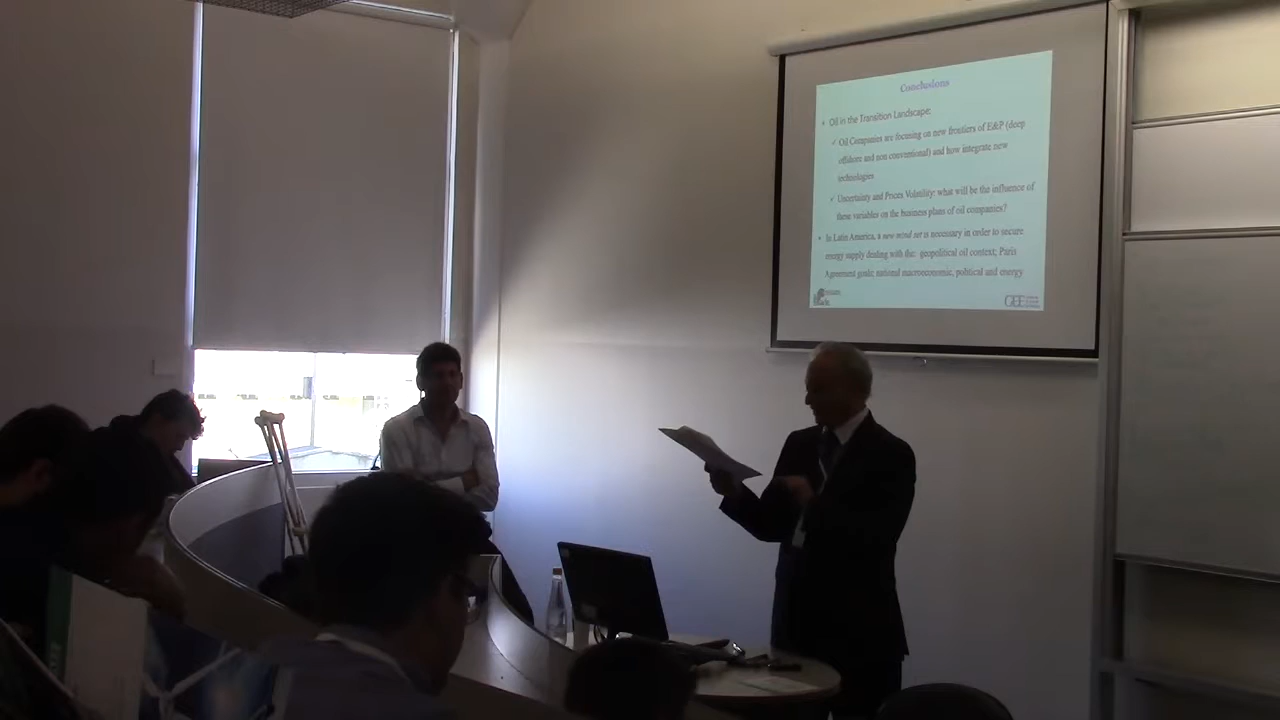 Conclusions
Oil in the Transition Landscape:
Oil Companies are focusing on new frontiers of E&P (deep
offshore and non conventional) and how integrate new
technologies
Uncertainty and Prices Volatility: what will be the influence of
these variables on the business plans of oil companies?
In Latin America, a new mind set is necessary in order to secure
energy supply dealing with the: geopolitical oil context; Paris
Agreement goals; national macroeconomic, political and energy
GEE